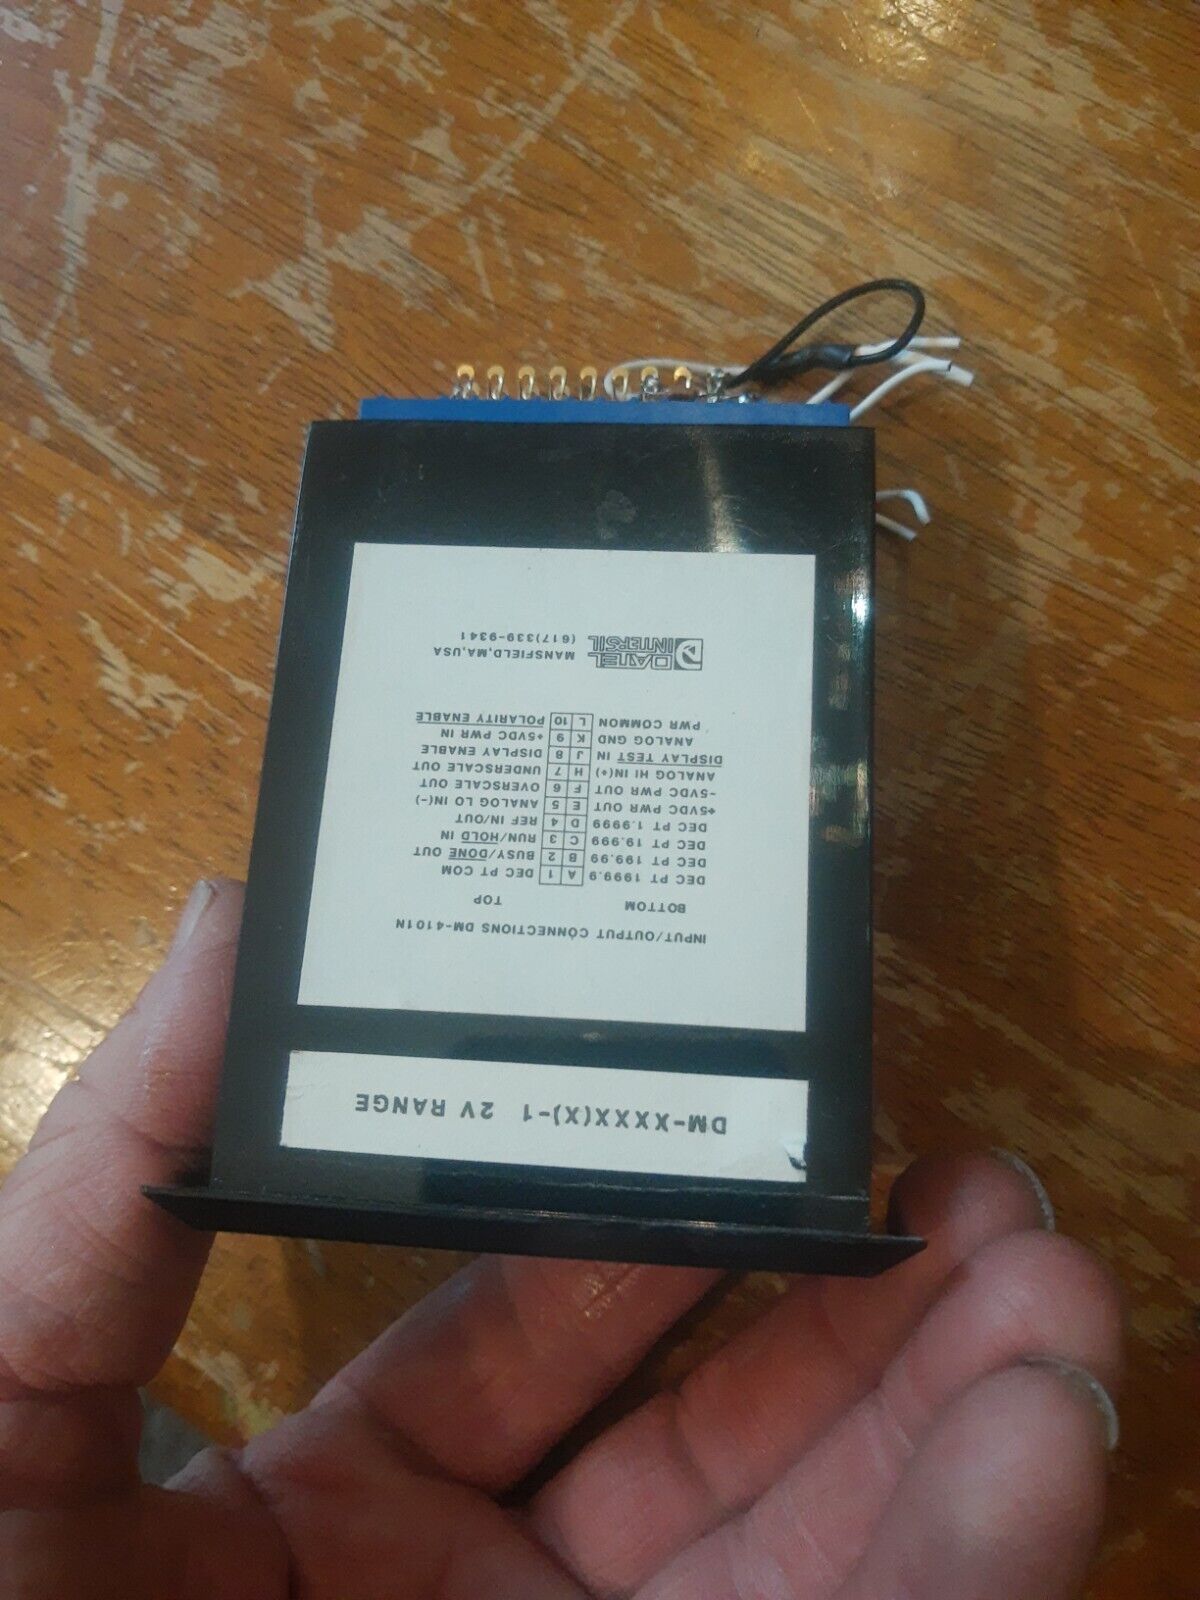 DM-XXXX(X)-1 2V RANGE
INPUT/OUTPUT CONNECTIONS DM-4101N
BOTTOM TOP
DEC PT 1999.9 A 1 DEC PT COM
DEC PT 199.99 B 2 BUSY/DONE OUT
DEC PT 19.999 C 3 RUN/HOLD IN
DEC PT 1.9999 D 4 REF IN/OUT
+5VDC PWR OUT E 5 ANALOG LO IN(-)
-5VDC PWR OUT F 6 OVERSCALE OUT
ANALOG HI IN(+) H 7 UNDERSCALE OUT
DISPLAY TEST IN J 8 DISPLAY ENABLE
ANALOG GND K 9 +5VDC PWR IN
PWR COMMON L 10 POLARITY ENABLE
DATEL MANSFIELD,MA,USA
INTERSIL (617)339-9341